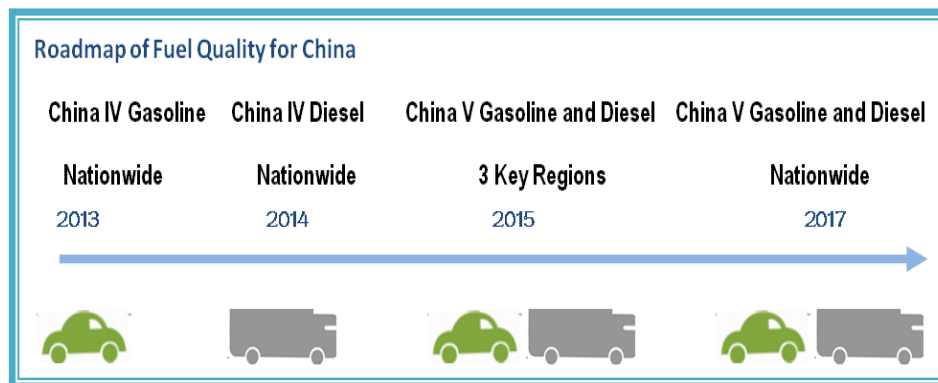 Roadmap of Fuel Quality for China
China IV Gasoline
Nationwide
2013
China IV Diesel
Nationwide
2014
China V Gasoline and Diesel
3 Key Regions
2015
China V Gasoline and Diesel
Nationwide
2017